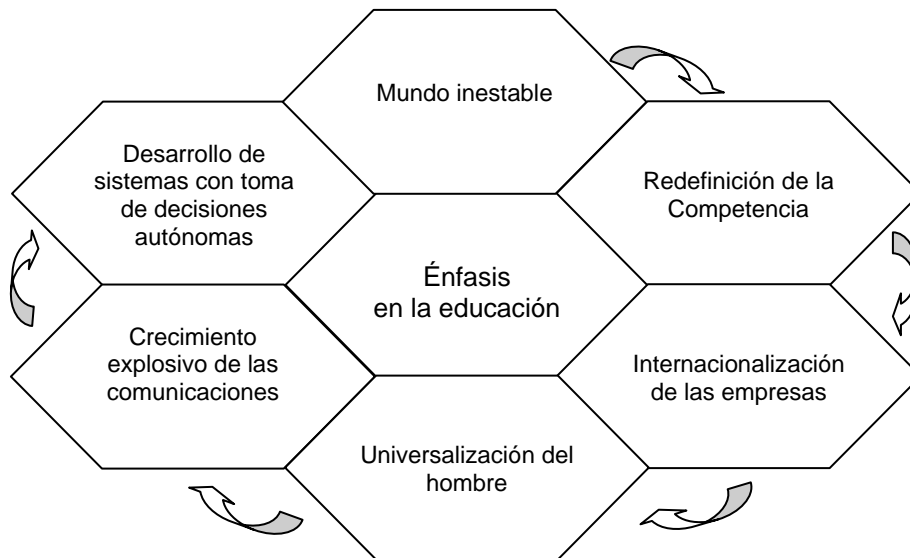 Mundo inestable
Desarrollo de
sistemas con toma
de decisiones
autónomas
Redefinición de la
Competencia
Énfasis
en la educación
Crecimiento
explosivo de las
comunicaciones
Internacionalización
de las empresas
Universalización del
hombre